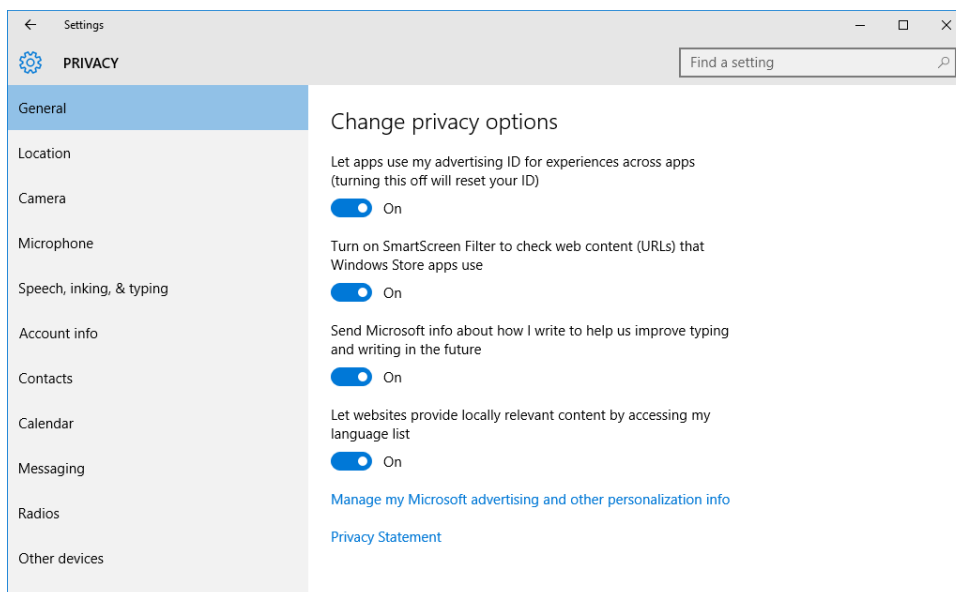 Settings
PRIVACY
Find a setting
General
Location
Camera
Microphone
Speech, inking, & typing
Account info
Contacts
Calendar
Messaging
Radios
Other devices
Change privacy options
Let apps use my advertising ID for experiences across apps
(turning this off will reset your ID)
On
Turn on SmartScreen Filter to check web content (URLs) that
Windows Store apps use
On
Send Microsoft info about how I write to help us improve typing
and writing in the future
On
Let websites provide locally relevant content by accessing my
language list
On
Manage my Microsoft advertising and other personalization info
Privacy Statement